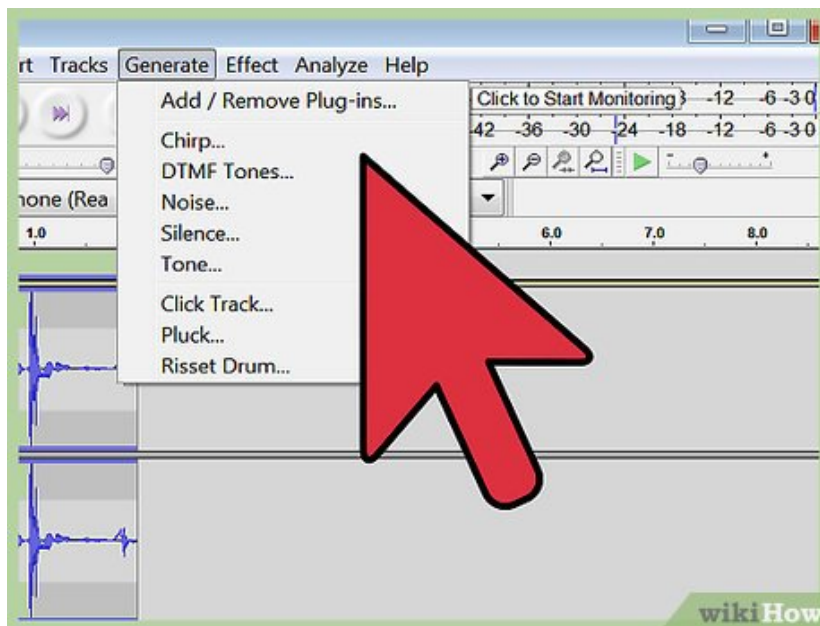 rt Tracks Generate Effect Analyze Help
Add / Remove Plug-ins...
Click to Start Monitoring -12 -6 -3 0
Chirp...
42 -36 -30 -24 -18 -12 -6 -3 0
DTMF Tones...
hone (Rea
Noise...
1.0
Silence...
6.0 7.0 8.0
Tone...
Click Track...
Pluck...
Risset Drum...
wikiHow